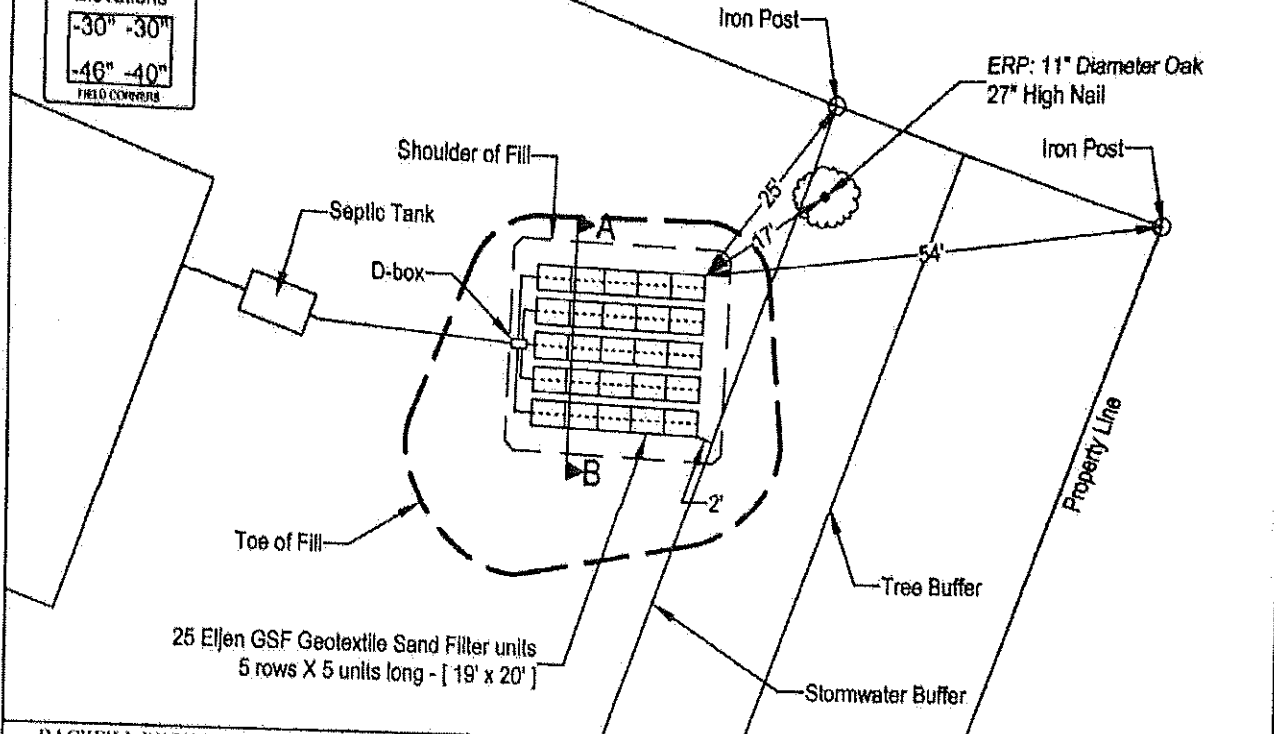 -30" -30"
-46" -40"
FIELD CORNERS
Iron Post
ERP: 11" Diameter Oak
27" High Nail
Iron Post
Shoulder of Fill
Septic Tank
D-box
A
25'
17'
54'
B
2'
Toe of Fill
Property Line
Tree Buffer
25 Eljen GSF Geotextile Sand Filter units
5 rows X 5 units long - [ 19' x 20' ]
Stormwater Buffer